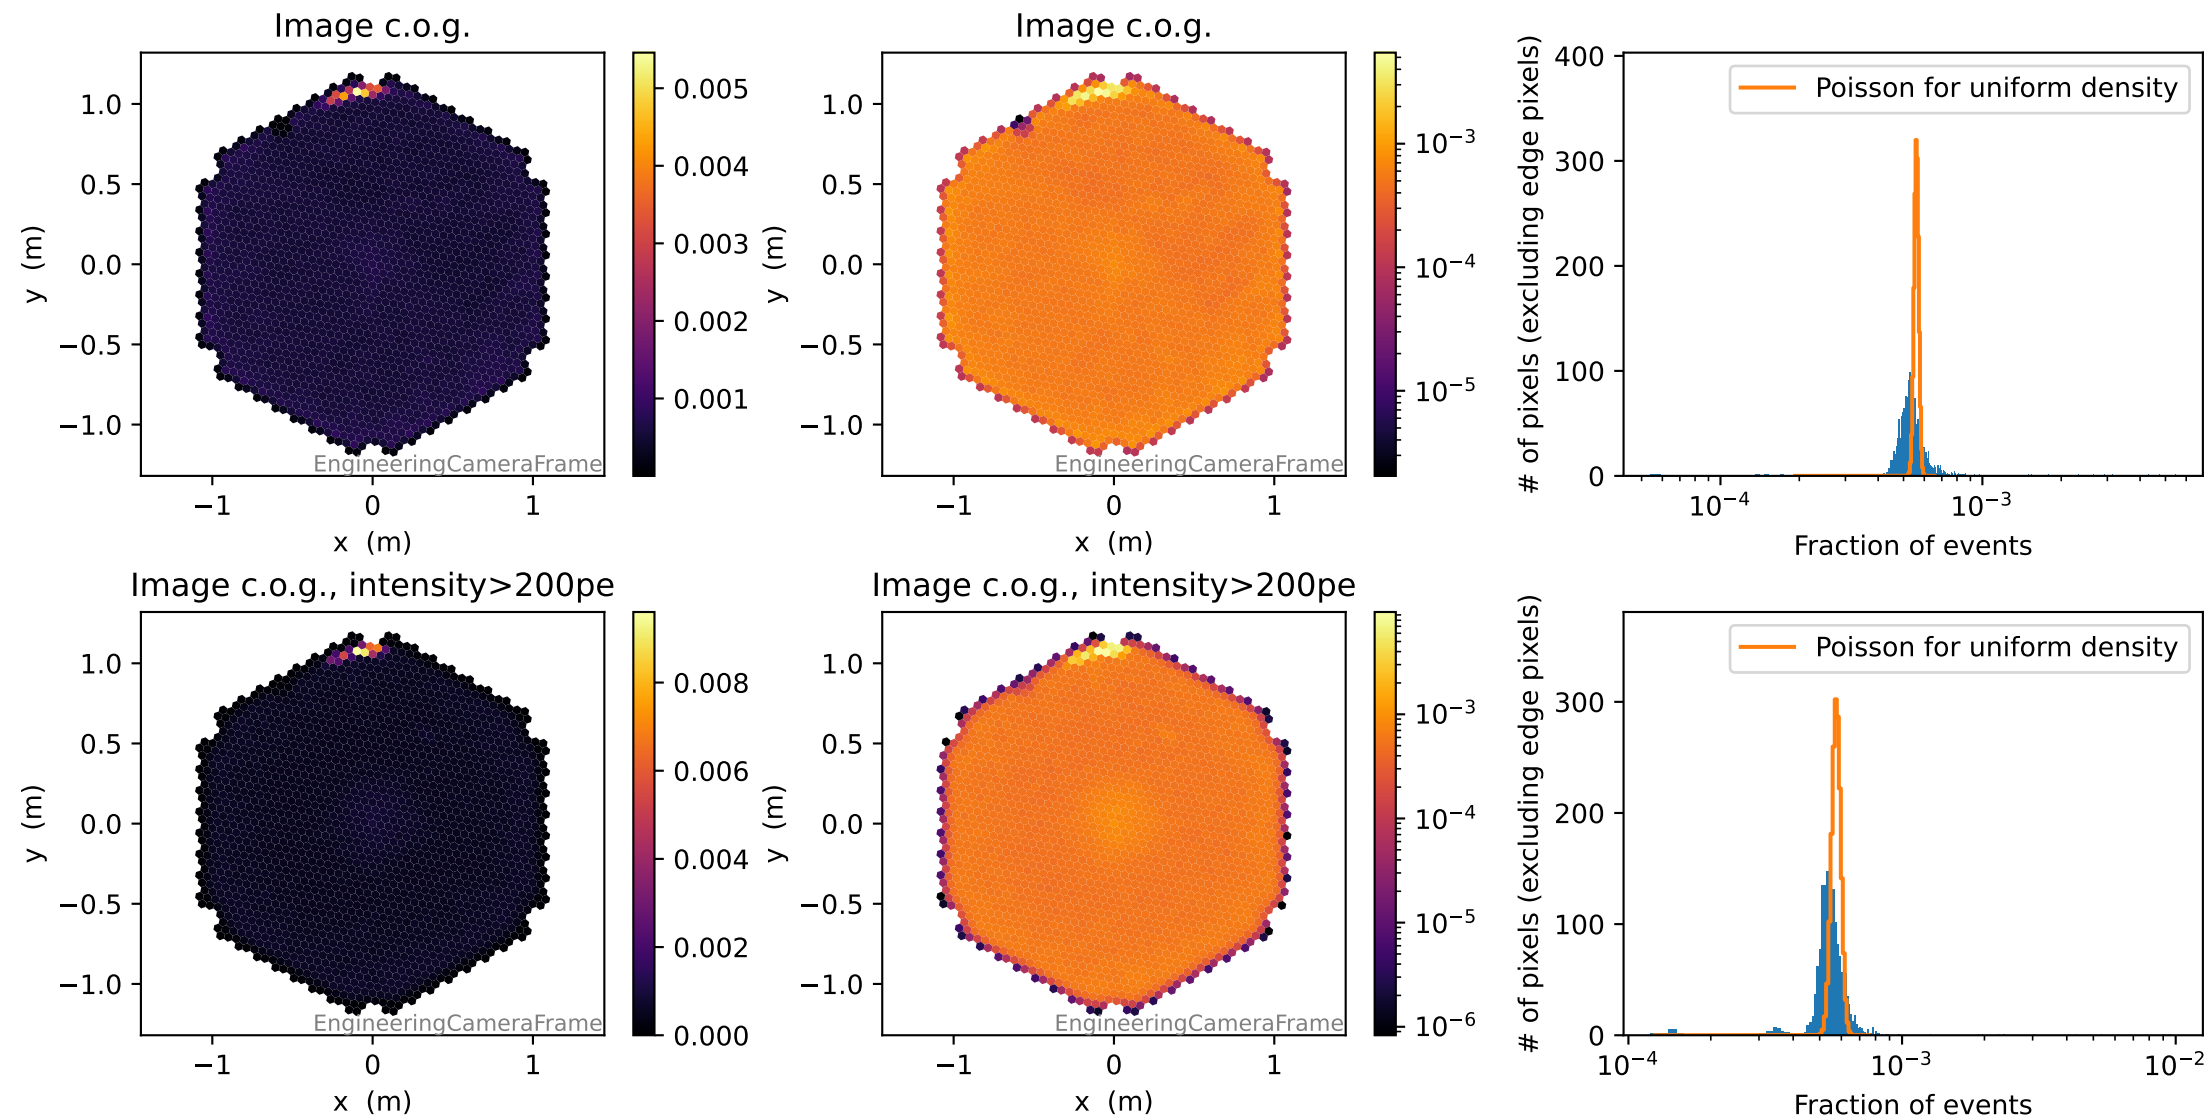 Image c.o.g.
y (m)
1.0
0.5
0.0
−0.5
−1.0
−1
0
1
x (m)
EngineeringCameraFrame
0.005
0.004
0.003
0.002
0.001
Image c.o.g.
y (m)
1.0
0.5
0.0
−0.5
−1.0
−1
0
1
x (m)
EngineeringCameraFrame
10⁻³
10⁻⁴
10⁻⁵
# of pixels (excluding edge pixels)
400
300
200
100
0
Poisson for uniform density
10⁻⁴
10⁻³
Fraction of events
Image c.o.g., intensity>200pe
y (m)
1.0
0.5
0.0
−0.5
−1.0
−1
0
1
x (m)
EngineeringCameraFrame
0.008
0.006
0.004
0.002
0.000
Image c.o.g., intensity>200pe
y (m)
1.0
0.5
0.0
−0.5
−1.0
−1
0
1
x (m)
EngineeringCameraFrame
10⁻³
10⁻⁴
10⁻⁵
10⁻⁶
# of pixels (excluding edge pixels)
300
200
100
0
Poisson for uniform density
10⁻⁴
10⁻³
10⁻²
Fraction of events